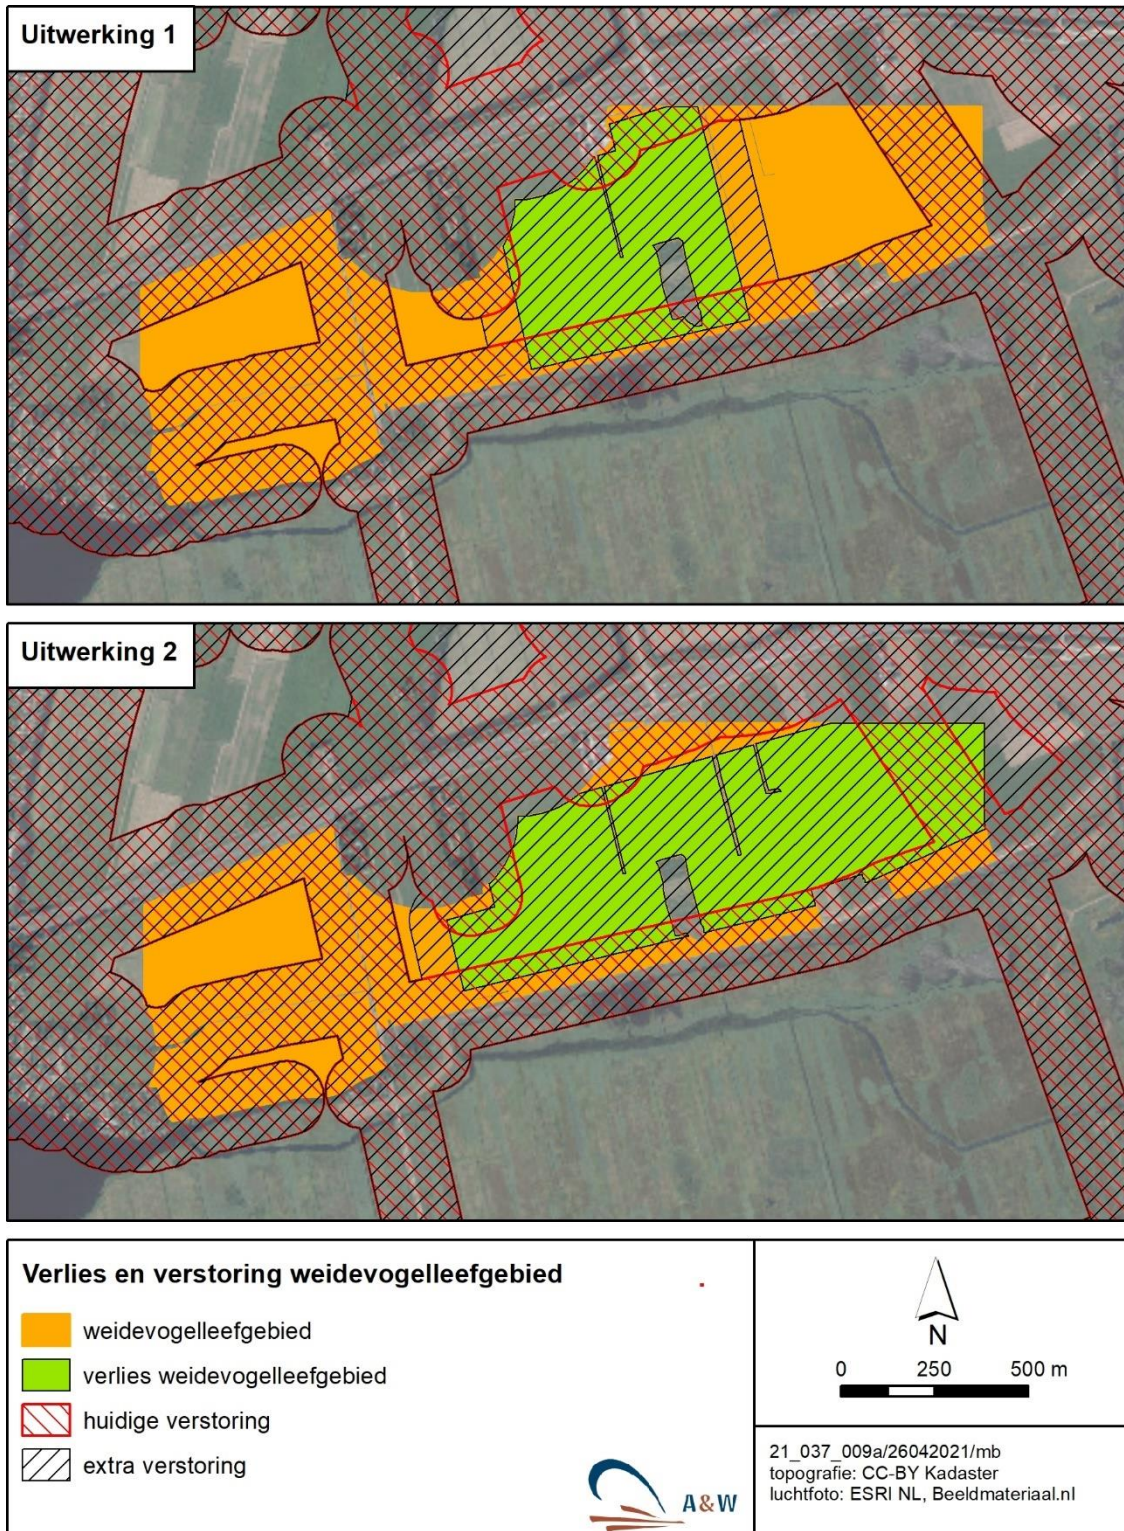 Uitwerking 1
Uitwerking 2
Verlies en verstoring weidevogelleefgebied
weidevogelleefgebied
verlies weidevogelleefgebied
huidige verstoring
extra verstoring
A&W
N
0 250 500 m
21_037_009a/26042021/mb
topografie: CC-BY Kadaster
luchtfoto: ESRI NL, Beeldmateriaal.nl